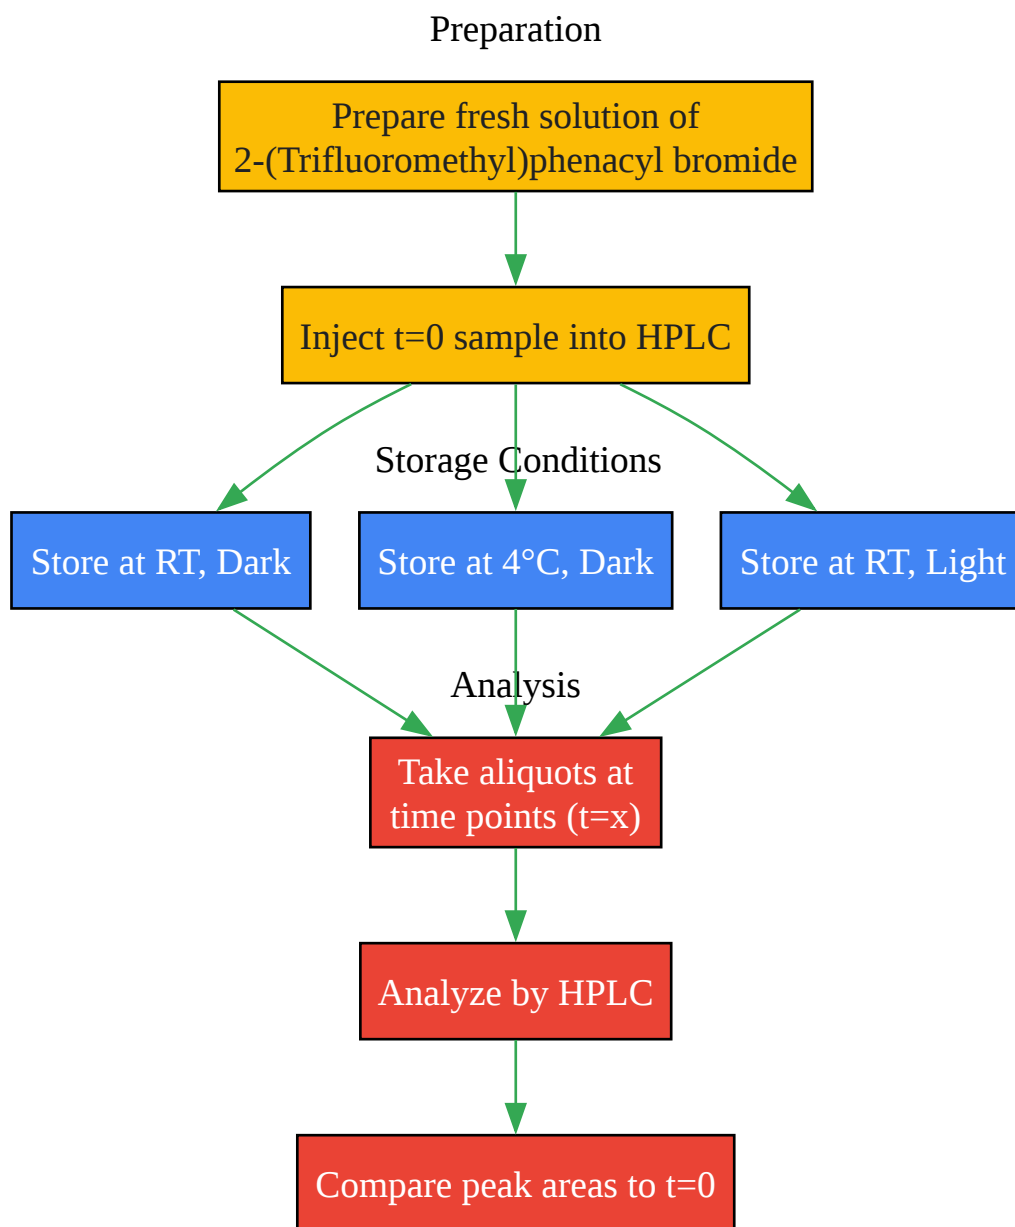 Preparation
Prepare fresh solution of
2-(Trifluoromethyl)phenacyl bromide
Inject t=0 sample into HPLC
Storage Conditions
Store at RT, Dark
Store at 4°C, Dark
Store at RT, Light
Analysis
Take aliquots at
time points (t=x)
Analyze by HPLC
Compare peak areas to t=0